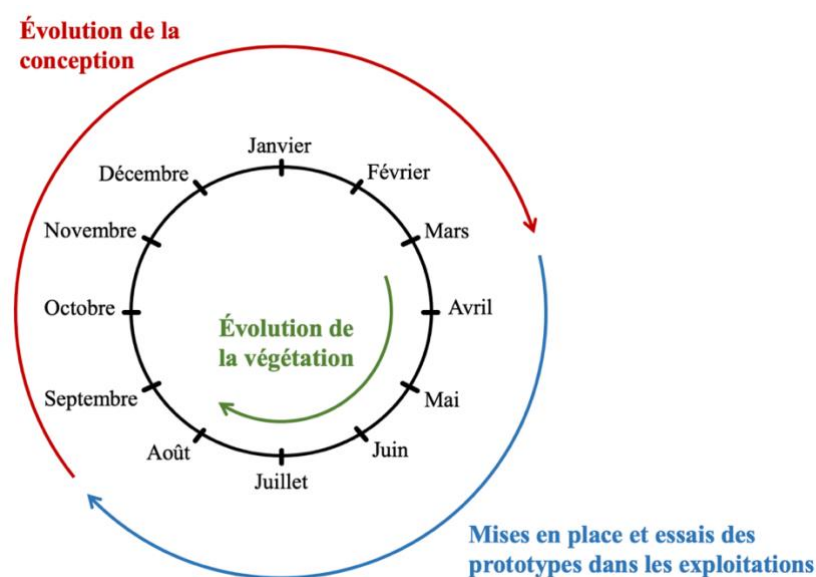 Évolution de la
conception
Janvier
Décembre
Février
Novembre
Mars
Octobre
Avril
Évolution de
la végétation
Septembre
Mai
Août
Juin
Juillet
Mises en place et essais des
prototypes dans les exploitations